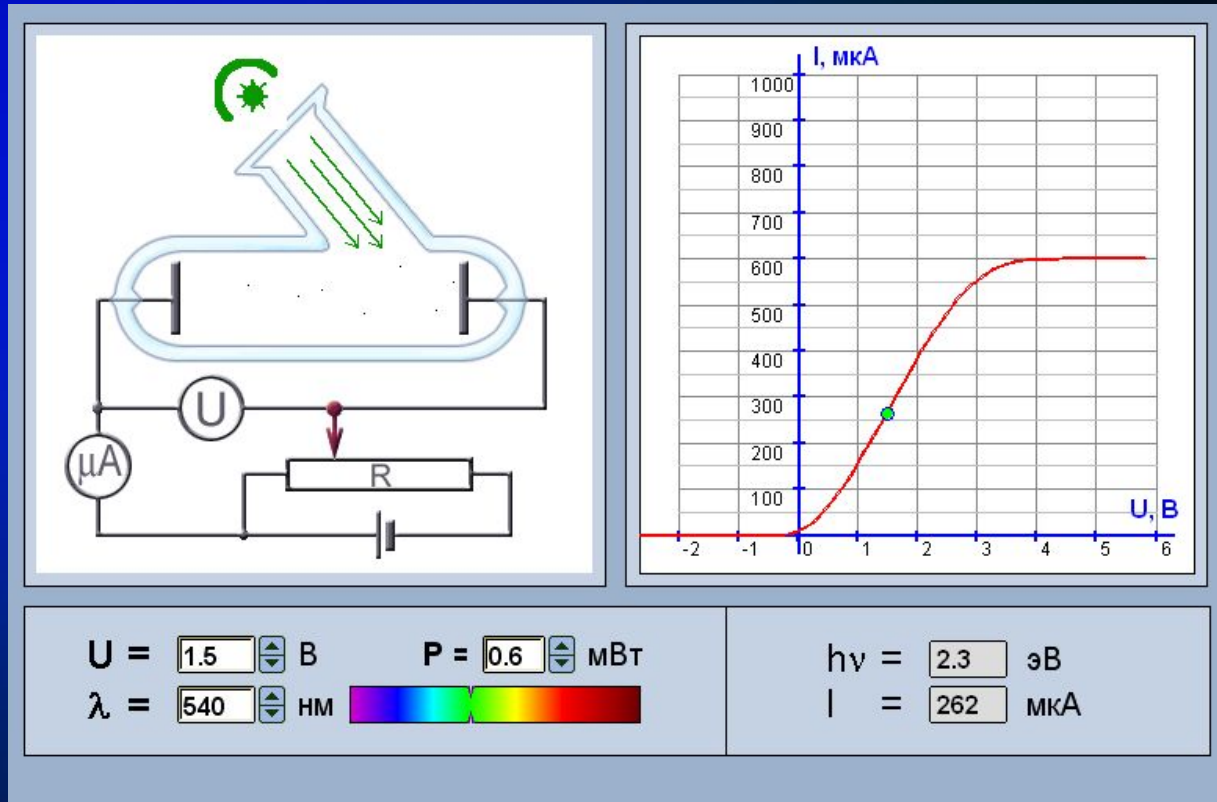 U
μA
R
I, мкА
1000
900
800
700
600
500
400
300
200
100
U, В
-2 -1 0 1 2 3 4 5 6
U = 1.5 В P = 0.6 мВт
λ = 540 нм
hν = 2.3 эВ
I = 262 мкА